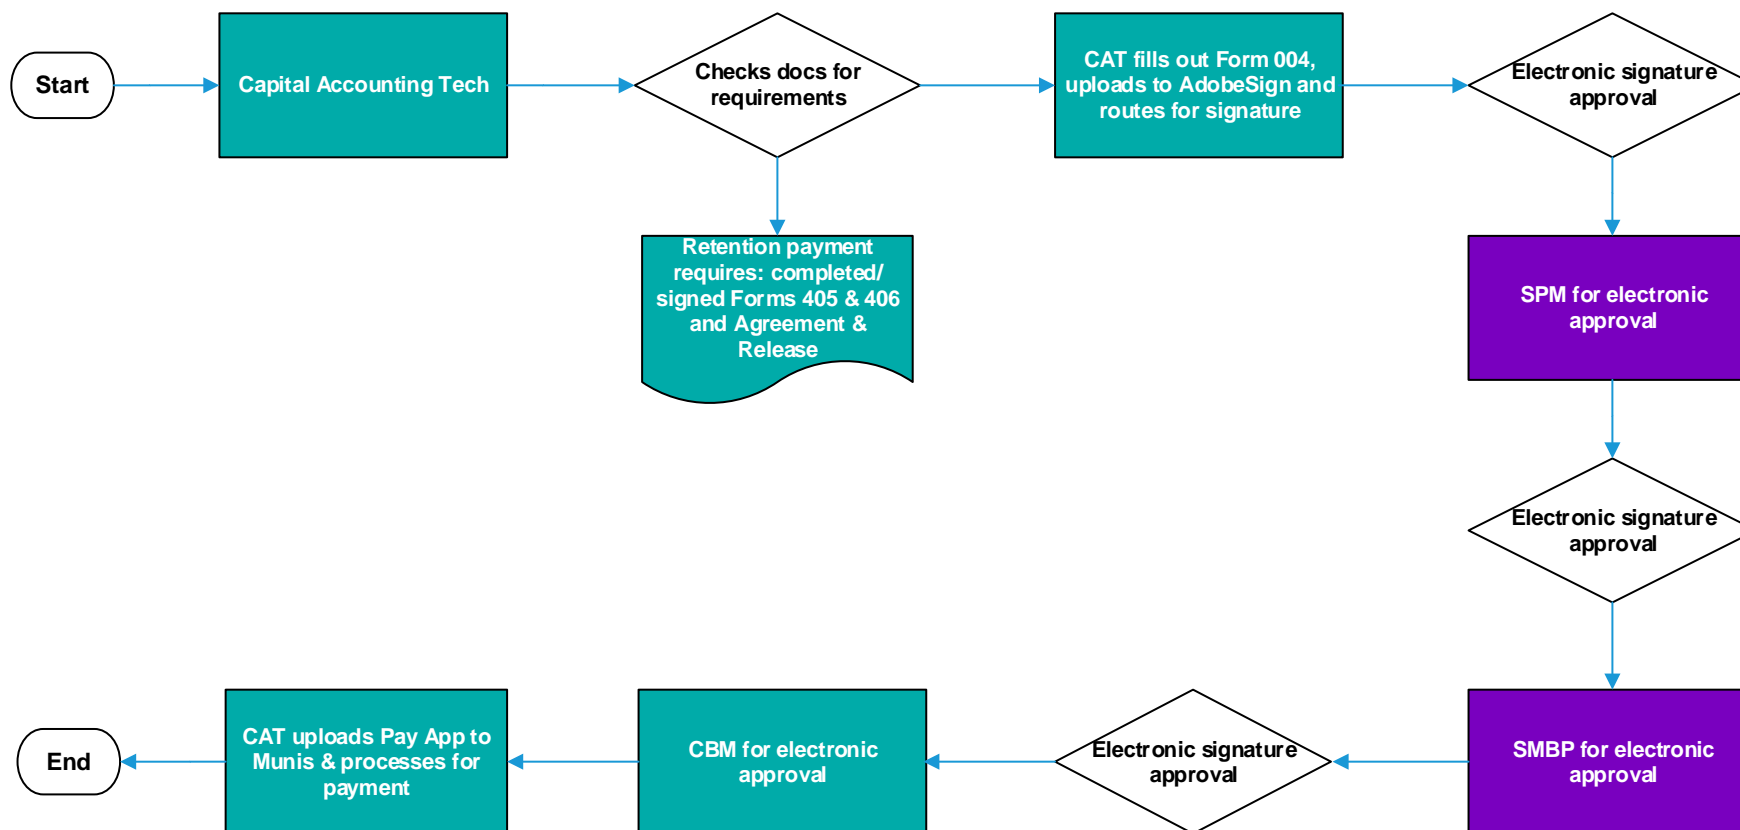 Start
Capital Accounting Tech
Checks docs for
requirements
CAT fills out Form 004,
uploads to AdobeSign and
routes for signature
Electronic signature
approval
Retention payment
requires: completed/
signed Forms 405 & 406
and Agreement &
Release
SPM for electronic
approval
Electronic signature
approval
SMBP for electronic
approval
Electronic signature
approval
CBM for electronic
approval
CAT uploads Pay App to
Munis & processes for
payment
End